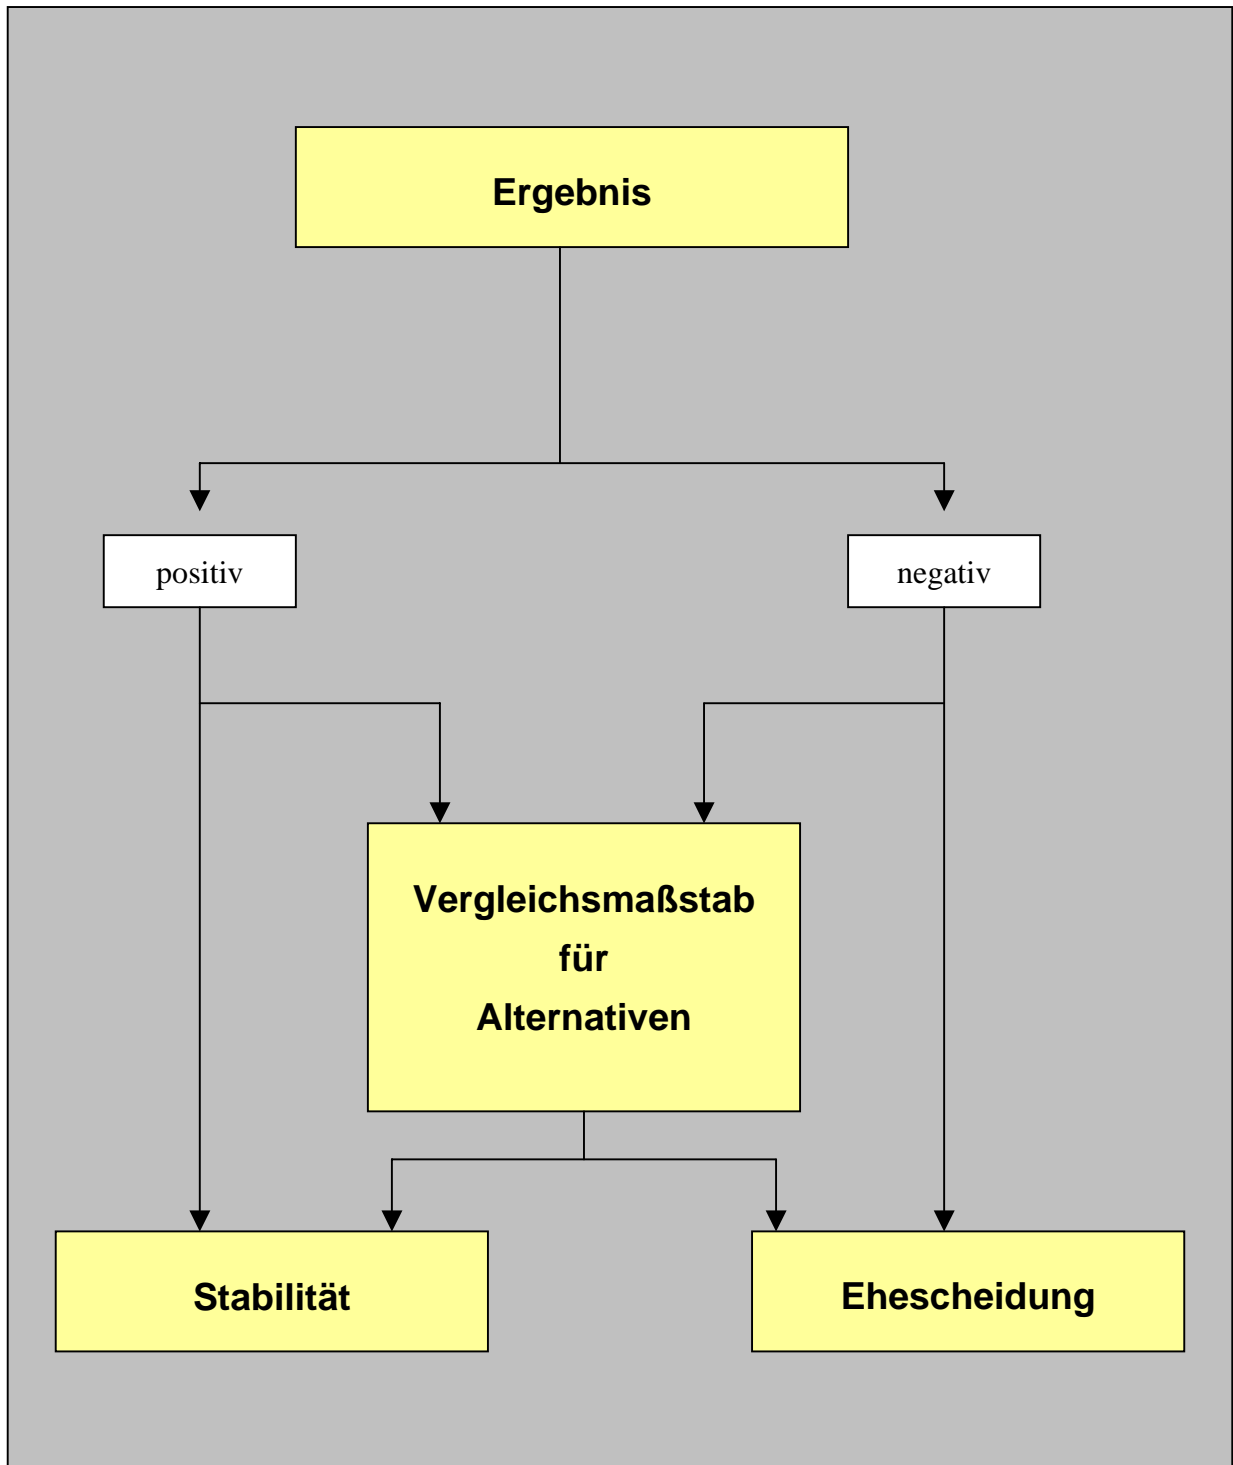 Ergebnis
positiv
negativ
Vergleichsmaßstab
für
Alternativen
Stabilität
Ehescheidung